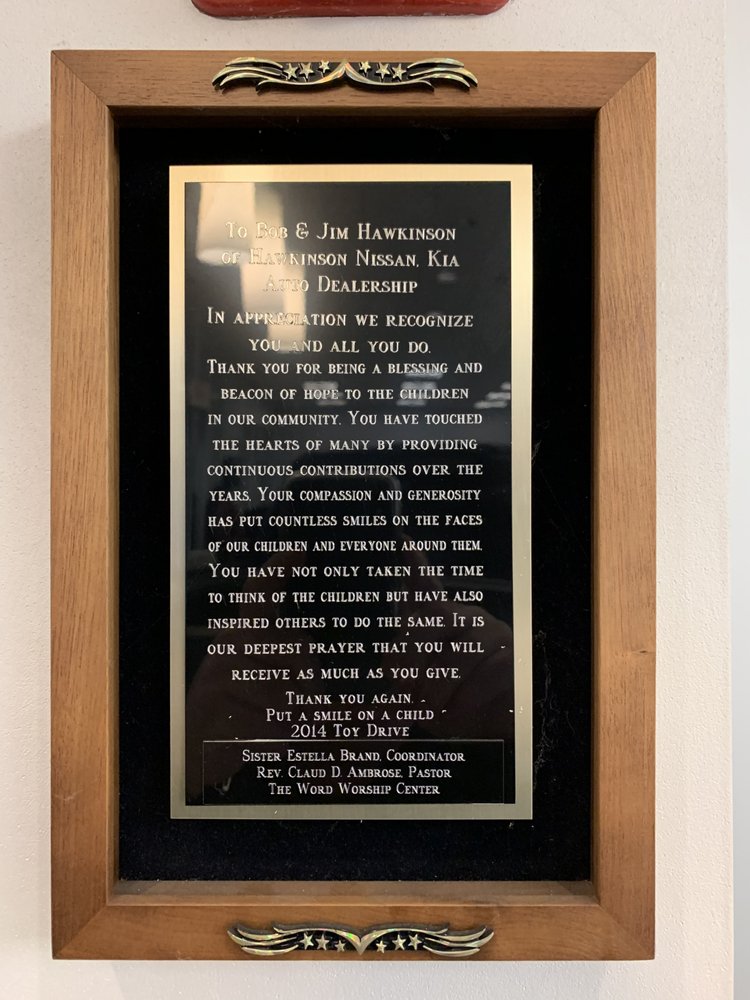 To Bob & Jim Hawkinson
of Hawkinson Nissan, Kia
Auto Dealership
In appreciation we recognize
you and all you do.
Thank you for being a blessing and
beacon of hope to the children
in our community. You have touched
the hearts of many by providing
continuous contributions over the
years. Your compassion and generosity
has put countless smiles on the faces
of our children and everyone around them.
You have not only taken the time
to think of the children but have also
inspired others to do the same. It is
our deepest prayer that you will
receive as much as you give.
Thank you again.
Put a smile on a child
2014 Toy Drive
Sister Estella Brand, Coordinator
Rev. Claud D. Ambrose, Pastor
The Word Worship Center